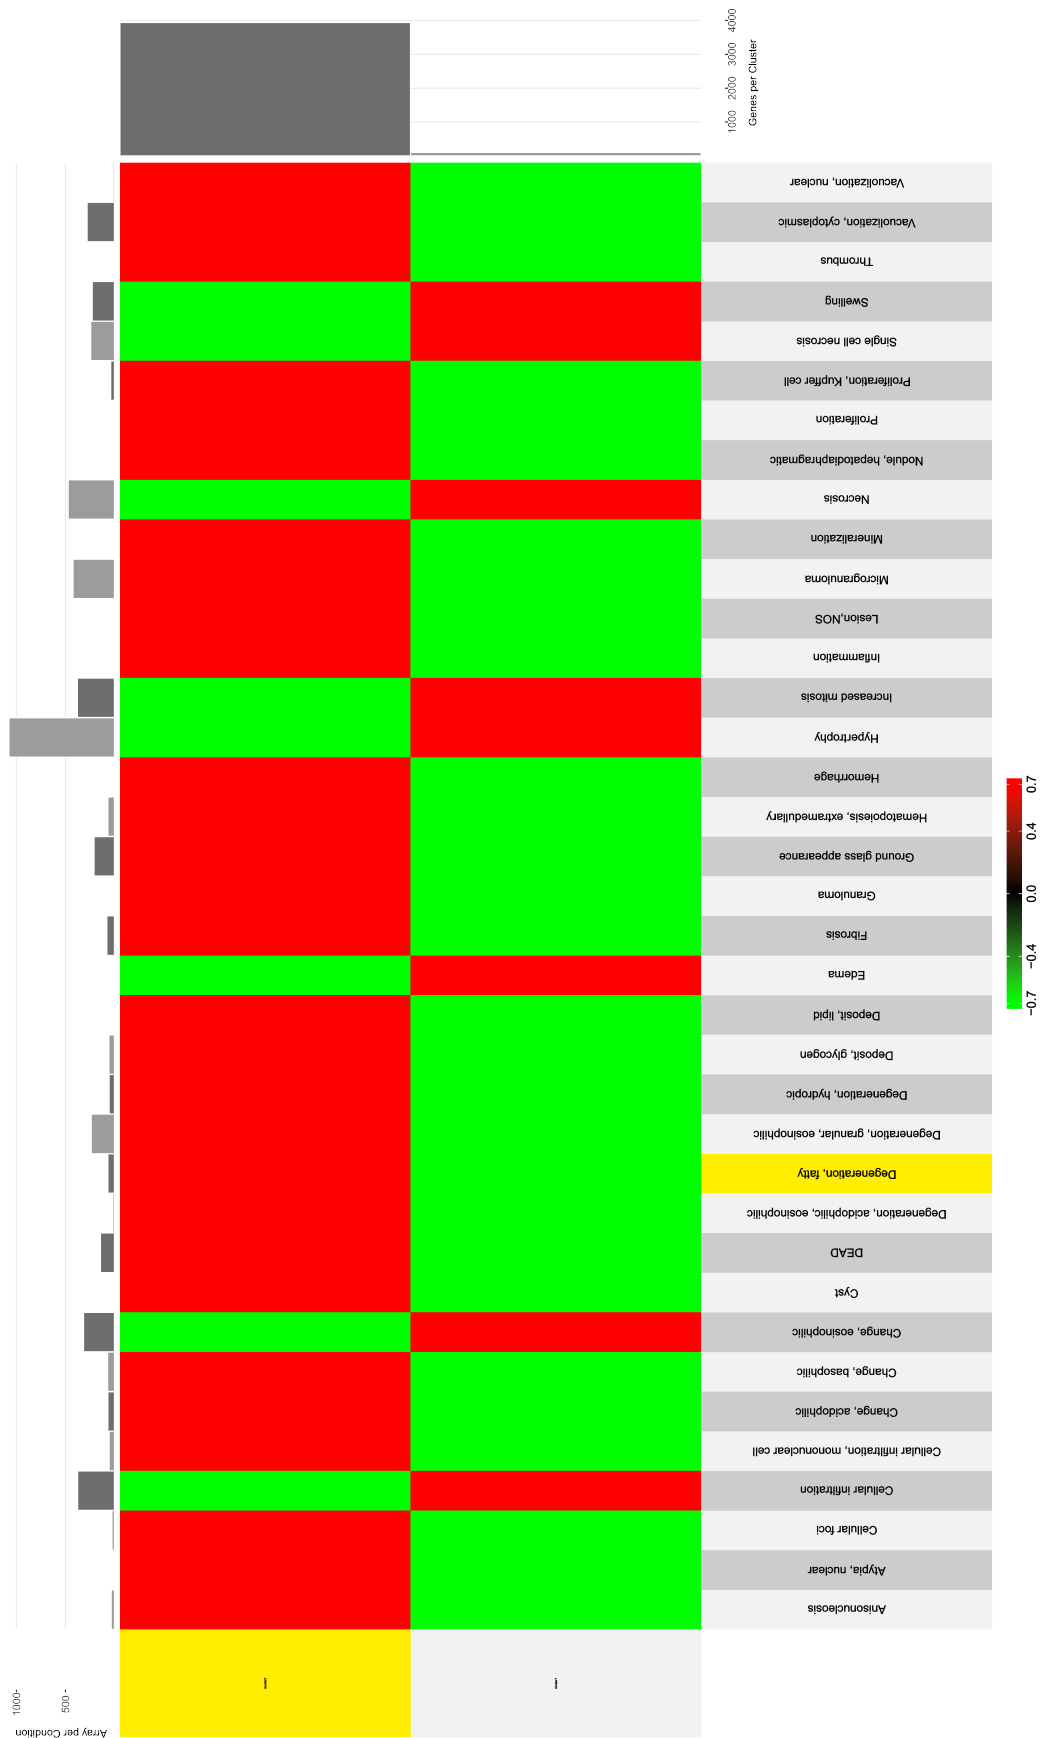 4000
3000
2000
1000
Genes per Cluster
Vacuolization, nuclear
Vacuolization, cytoplasmic
Thrombus
Swelling
Single cell necrosis
Proliferation, Kupffer cell
Proliferation
Nodule, hepatodiaphragmatic
Necrosis
Mineralization
Microgranuloma
Lesion,NOS
Inflammation
Increased mitosis
Hypertrophy
Hemorrhage
Hematopoiesis, extramedullary
Ground glass appearance
Granuloma
Fibrosis
Edema
Deposit, lipid
Deposit, glycogen
Degeneration, hydropic
Degeneration, granular, eosinophilic
Degeneration, fatty
Degeneration, acidophilic, eosinophilic
DEAD
Cyst
Change, eosinophilic
Change, basophilic
Change, acidophilic
Cellular infiltration, mononuclear cell
Cellular infiltration
Cellular foci
Atypia, nuclear
Anisonucleosis
0.7
0.4
0.0
−0.4
−0.7
1000-
500 -
Array per Condition